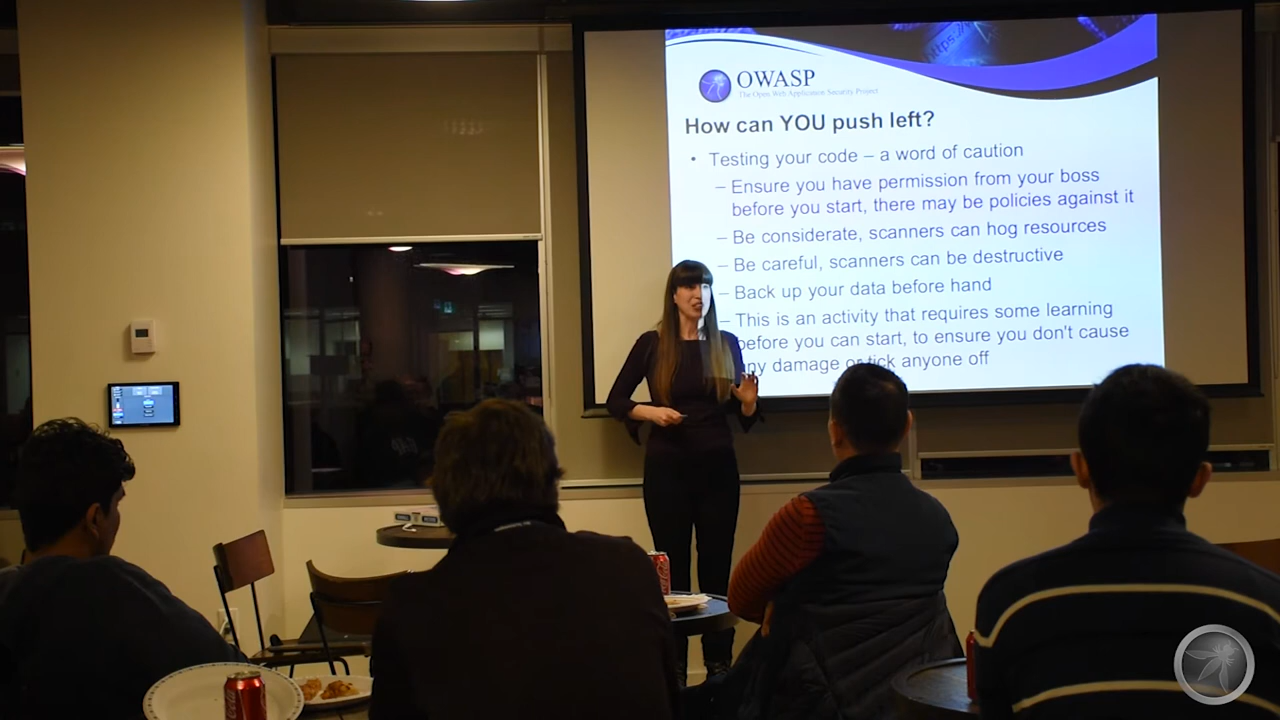 https://
OWASP
The Open Web Application Security Project
How can YOU push left?
• Testing your code – a word of caution
– Ensure you have permission from your boss
before you start, there may be policies against it
– Be considerate, scanners can hog resources
– Be careful, scanners can be destructive
– Back up your data before hand
– This is an activity that requires some learning
before you can start, to ensure you don't cause
any damage or tick anyone off